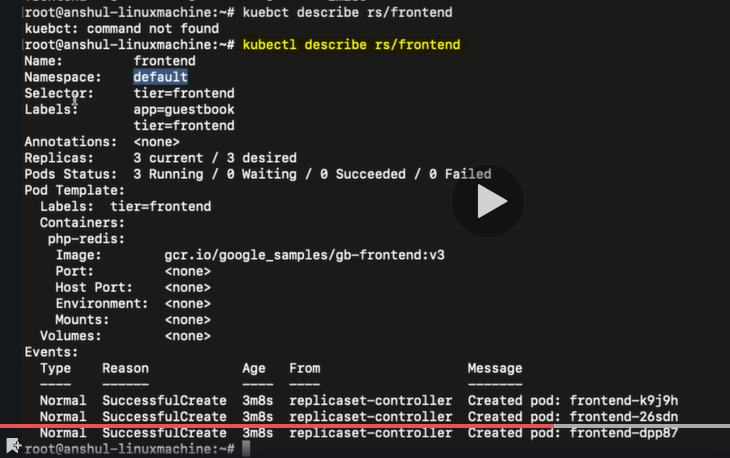 root@anshul-linuxmachine:~# kuebct describe rs/frontend
kuebct: command not found
root@anshul-linuxmachine:~# kubectl describe rs/frontend
Name: frontend
Namespace: default
Selector: tier=frontend
Labels: app=guestbook
tier=frontend
Annotations: <none>
Replicas: 3 current / 3 desired
Pods Status: 3 Running / 0 Waiting / 0 Succeeded / 0 Failed
Pod Template:
Labels: tier=frontend
Containers:
php-redis:
Image: gcr.io/google_samples/gb-frontend:v3
Port: <none>
Host Port: <none>
Environment: <none>
Mounts: <none>
Volumes: <none>
Events:
Type Reason Age From Message
---- ------ ---- ---- -------
Normal SuccessfulCreate 3m8s replicaset-controller Created pod: frontend-k9j9h
Normal SuccessfulCreate 3m8s replicaset-controller Created pod: frontend-26sdn
Normal SuccessfulCreate 3m8s replicaset-controller Created pod: frontend-dpp87
root@anshul-linuxmachine:~#